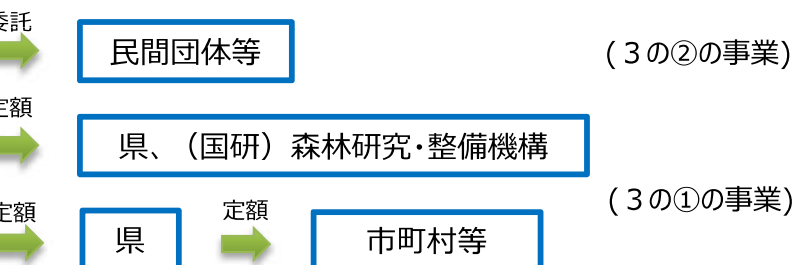 委託
民間団体等
(３の②の事業)
定額
県、（国研）森林研究・整備機構
(３の①の事業)
定額
県
定額
市町村等